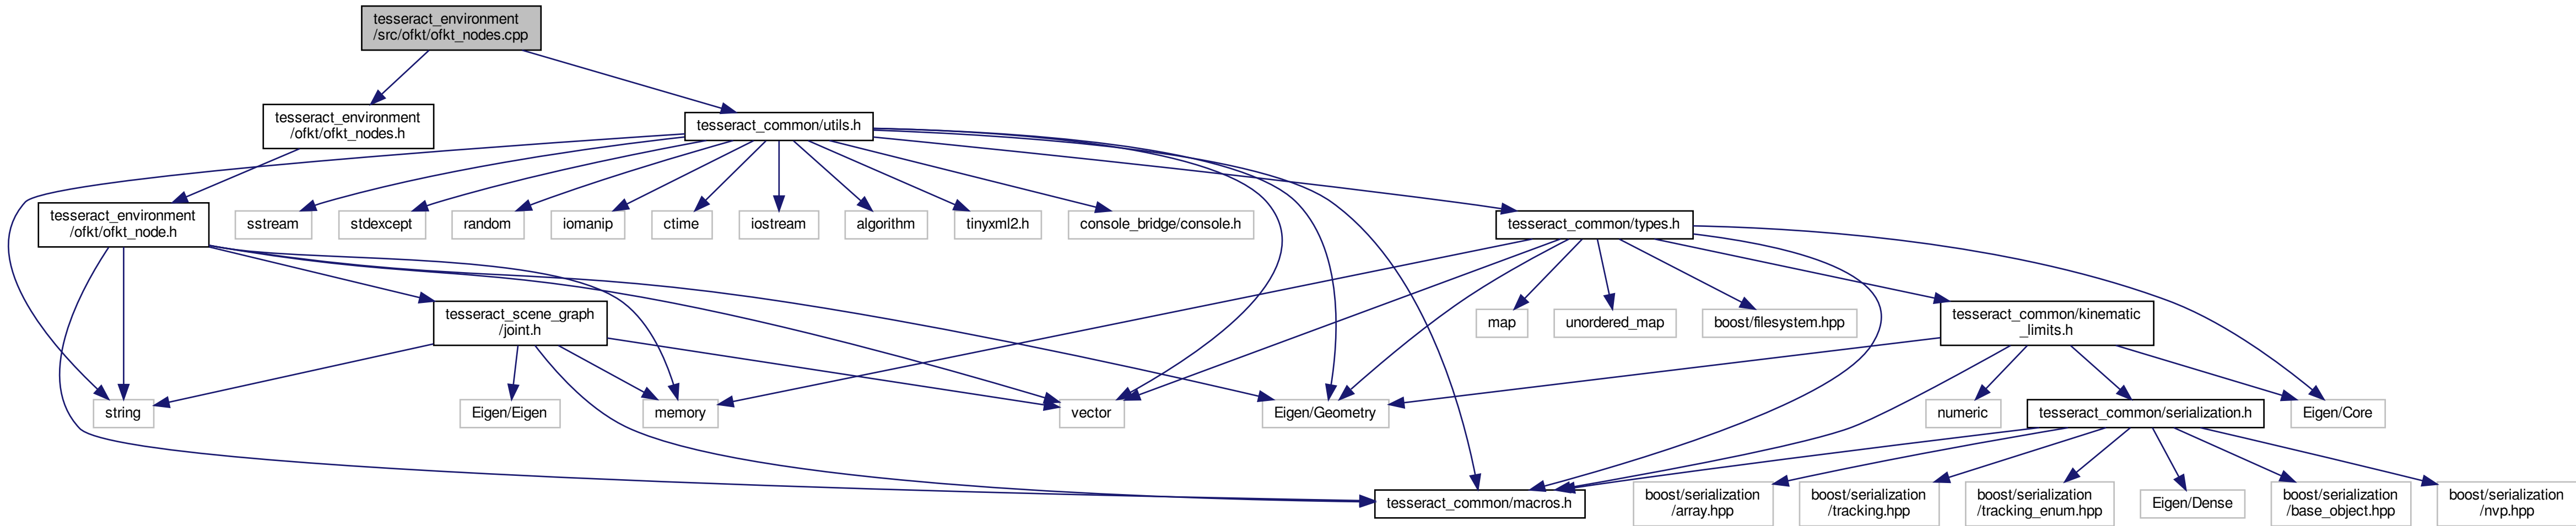 tesseract_environment
/src/ofkt/ofkt_nodes.cpp
tesseract_environment
/ofkt/ofkt_nodes.h
tesseract_common/utils.h
tesseract_environment
/ofkt/ofkt_node.h
sstream
stdexcept
random
iomanip
ctime
iostream
algorithm
tinyxml2.h
console_bridge/console.h
tesseract_common/types.h
tesseract_scene_graph
/joint.h
map
unordered_map
boost/filesystem.hpp
tesseract_common/kinematic
_limits.h
string
Eigen/Eigen
memory
vector
Eigen/Geometry
numeric
tesseract_common/serialization.h
Eigen/Core
tesseract_common/macros.h
boost/serialization
/array.hpp
boost/serialization
/tracking.hpp
boost/serialization
/tracking_enum.hpp
Eigen/Dense
boost/serialization
/base_object.hpp
boost/serialization
/nvp.hpp